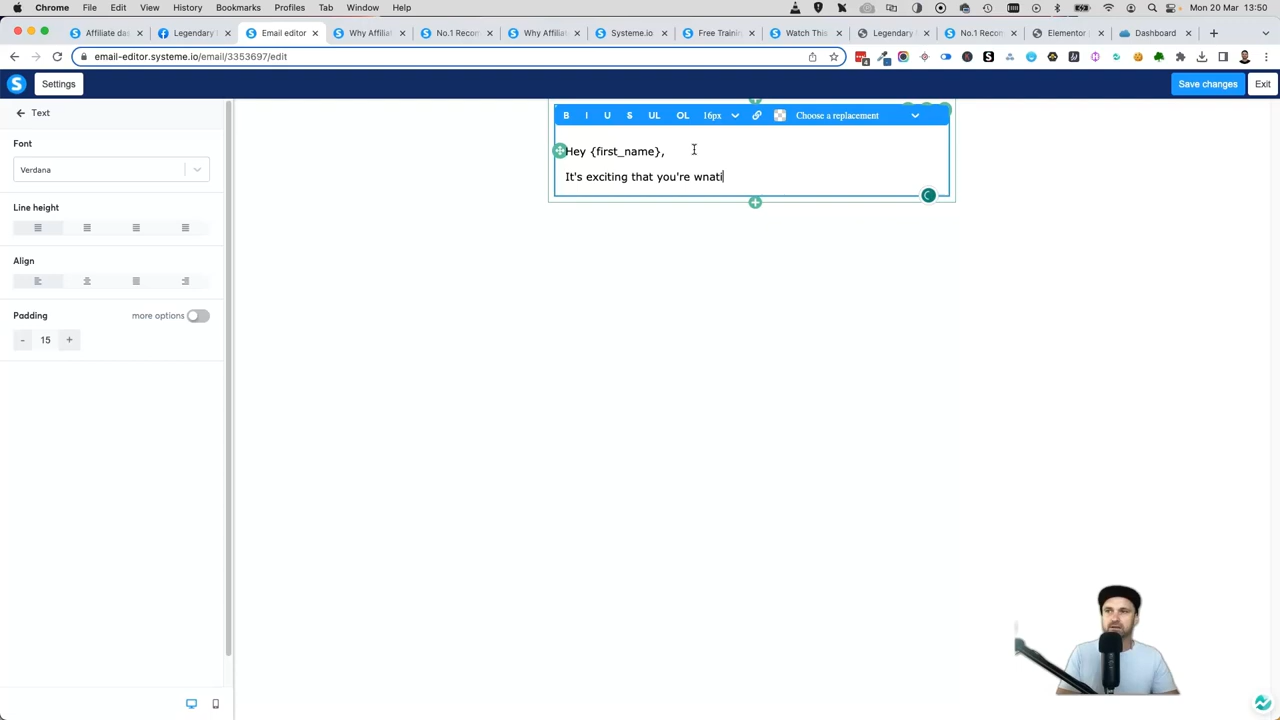 Chrome File Edit View History Bookmarks Profiles Tab Window Help Mon 20 Mar 13:50
Affiliate das Legendary Email editor Why Affilia No.1 Recom Why Affilia Systeme.io Free Trainin Watch This Legendary No.1 Recon Elementor Dashboard
email-editor.systeme.io/email/3353697/edit
S Settings Save changes Exit
Text
B I U S UL OL 16px Choose a replacement
Font
Verdana
Hey {first_name},
It's exciting that you're wnati
Line height
Align
Padding more options
- 15 +